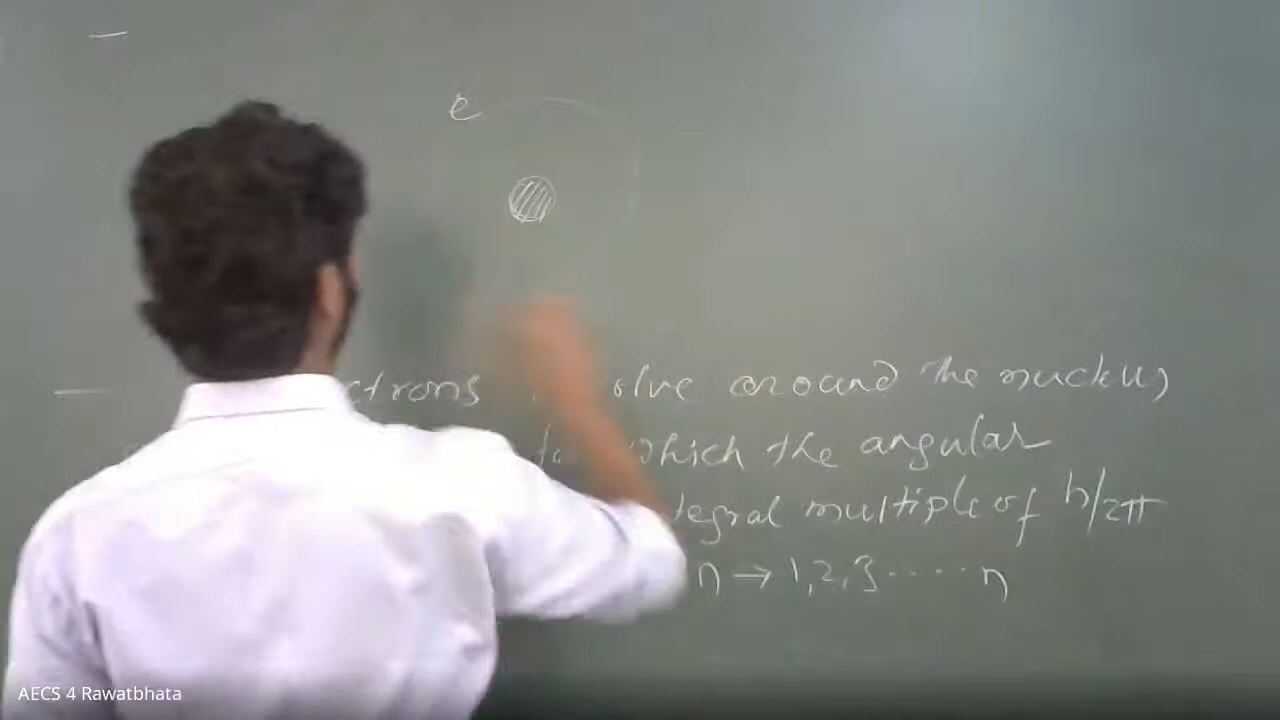 e
ctrons olve around the nucleus
which the angular
tegral multiple of h/2π
n → 1,2,3 ..... n
AECS 4 Rawatbhata